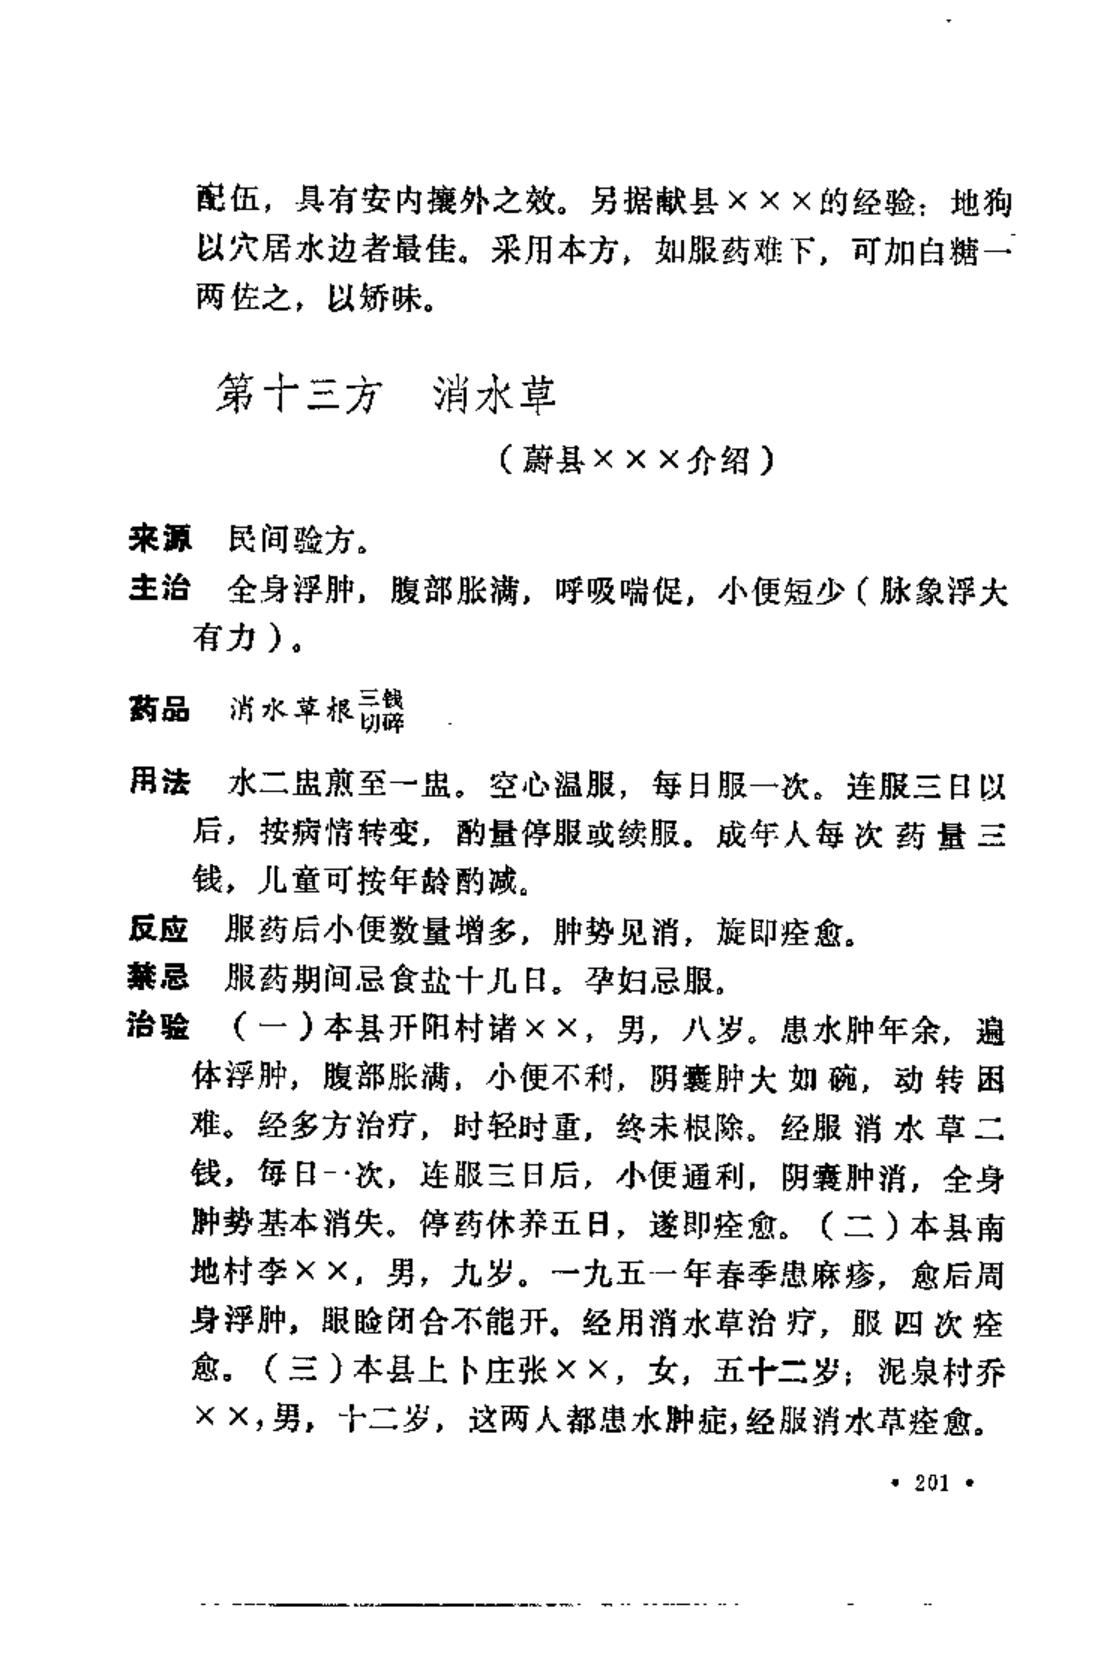 配伍，具有安内攘外之效。另据献县×××的经验：地狗
以穴居水边者最佳。采用本方，如服药难下，可加白糖一
两佐之，以矫味。
第十三方　消水草
（蔚县×××介绍）
来源　民间验方。
主治　全身浮肿，腹部胀满，呼吸喘促，小便短少（脉象浮大
有力）。
药品　消水草根三钱切碎
用法　水二盅煎至一盅。空心温服，每日服一次。连服三日以
后，按病情转变，酌量停服或续服。成年人每次药量三
钱，儿童可按年龄酌减。
反应　服药后小便数量增多，肿势见消，旋即痊愈。
禁忌　服药期间忌食盐十几日。孕妇忌服。
治验　（一）本县开阳村诸××，男，八岁。患水肿年余，遍
体浮肿，腹部胀满，小便不利，阴囊肿大如碗，动转困
难。经多方治疗，时轻时重，终未根除。经服消水草二
钱，每日一次，连服三日后，小便通利，阴囊肿消，全身
肿势基本消失。停药休养五日，遂即痊愈。（二）本县南
地村李××，男，九岁。一九五一年春季患麻疹，愈后周
身浮肿，眼睑闭合不能开。经用消水草治疗，服四次痊
愈。（三）本县上卜庄张××，女，五十二岁；泥泉村乔
××，男，十二岁，这两人都患水肿症，经服消水草痊愈。
• 201 •